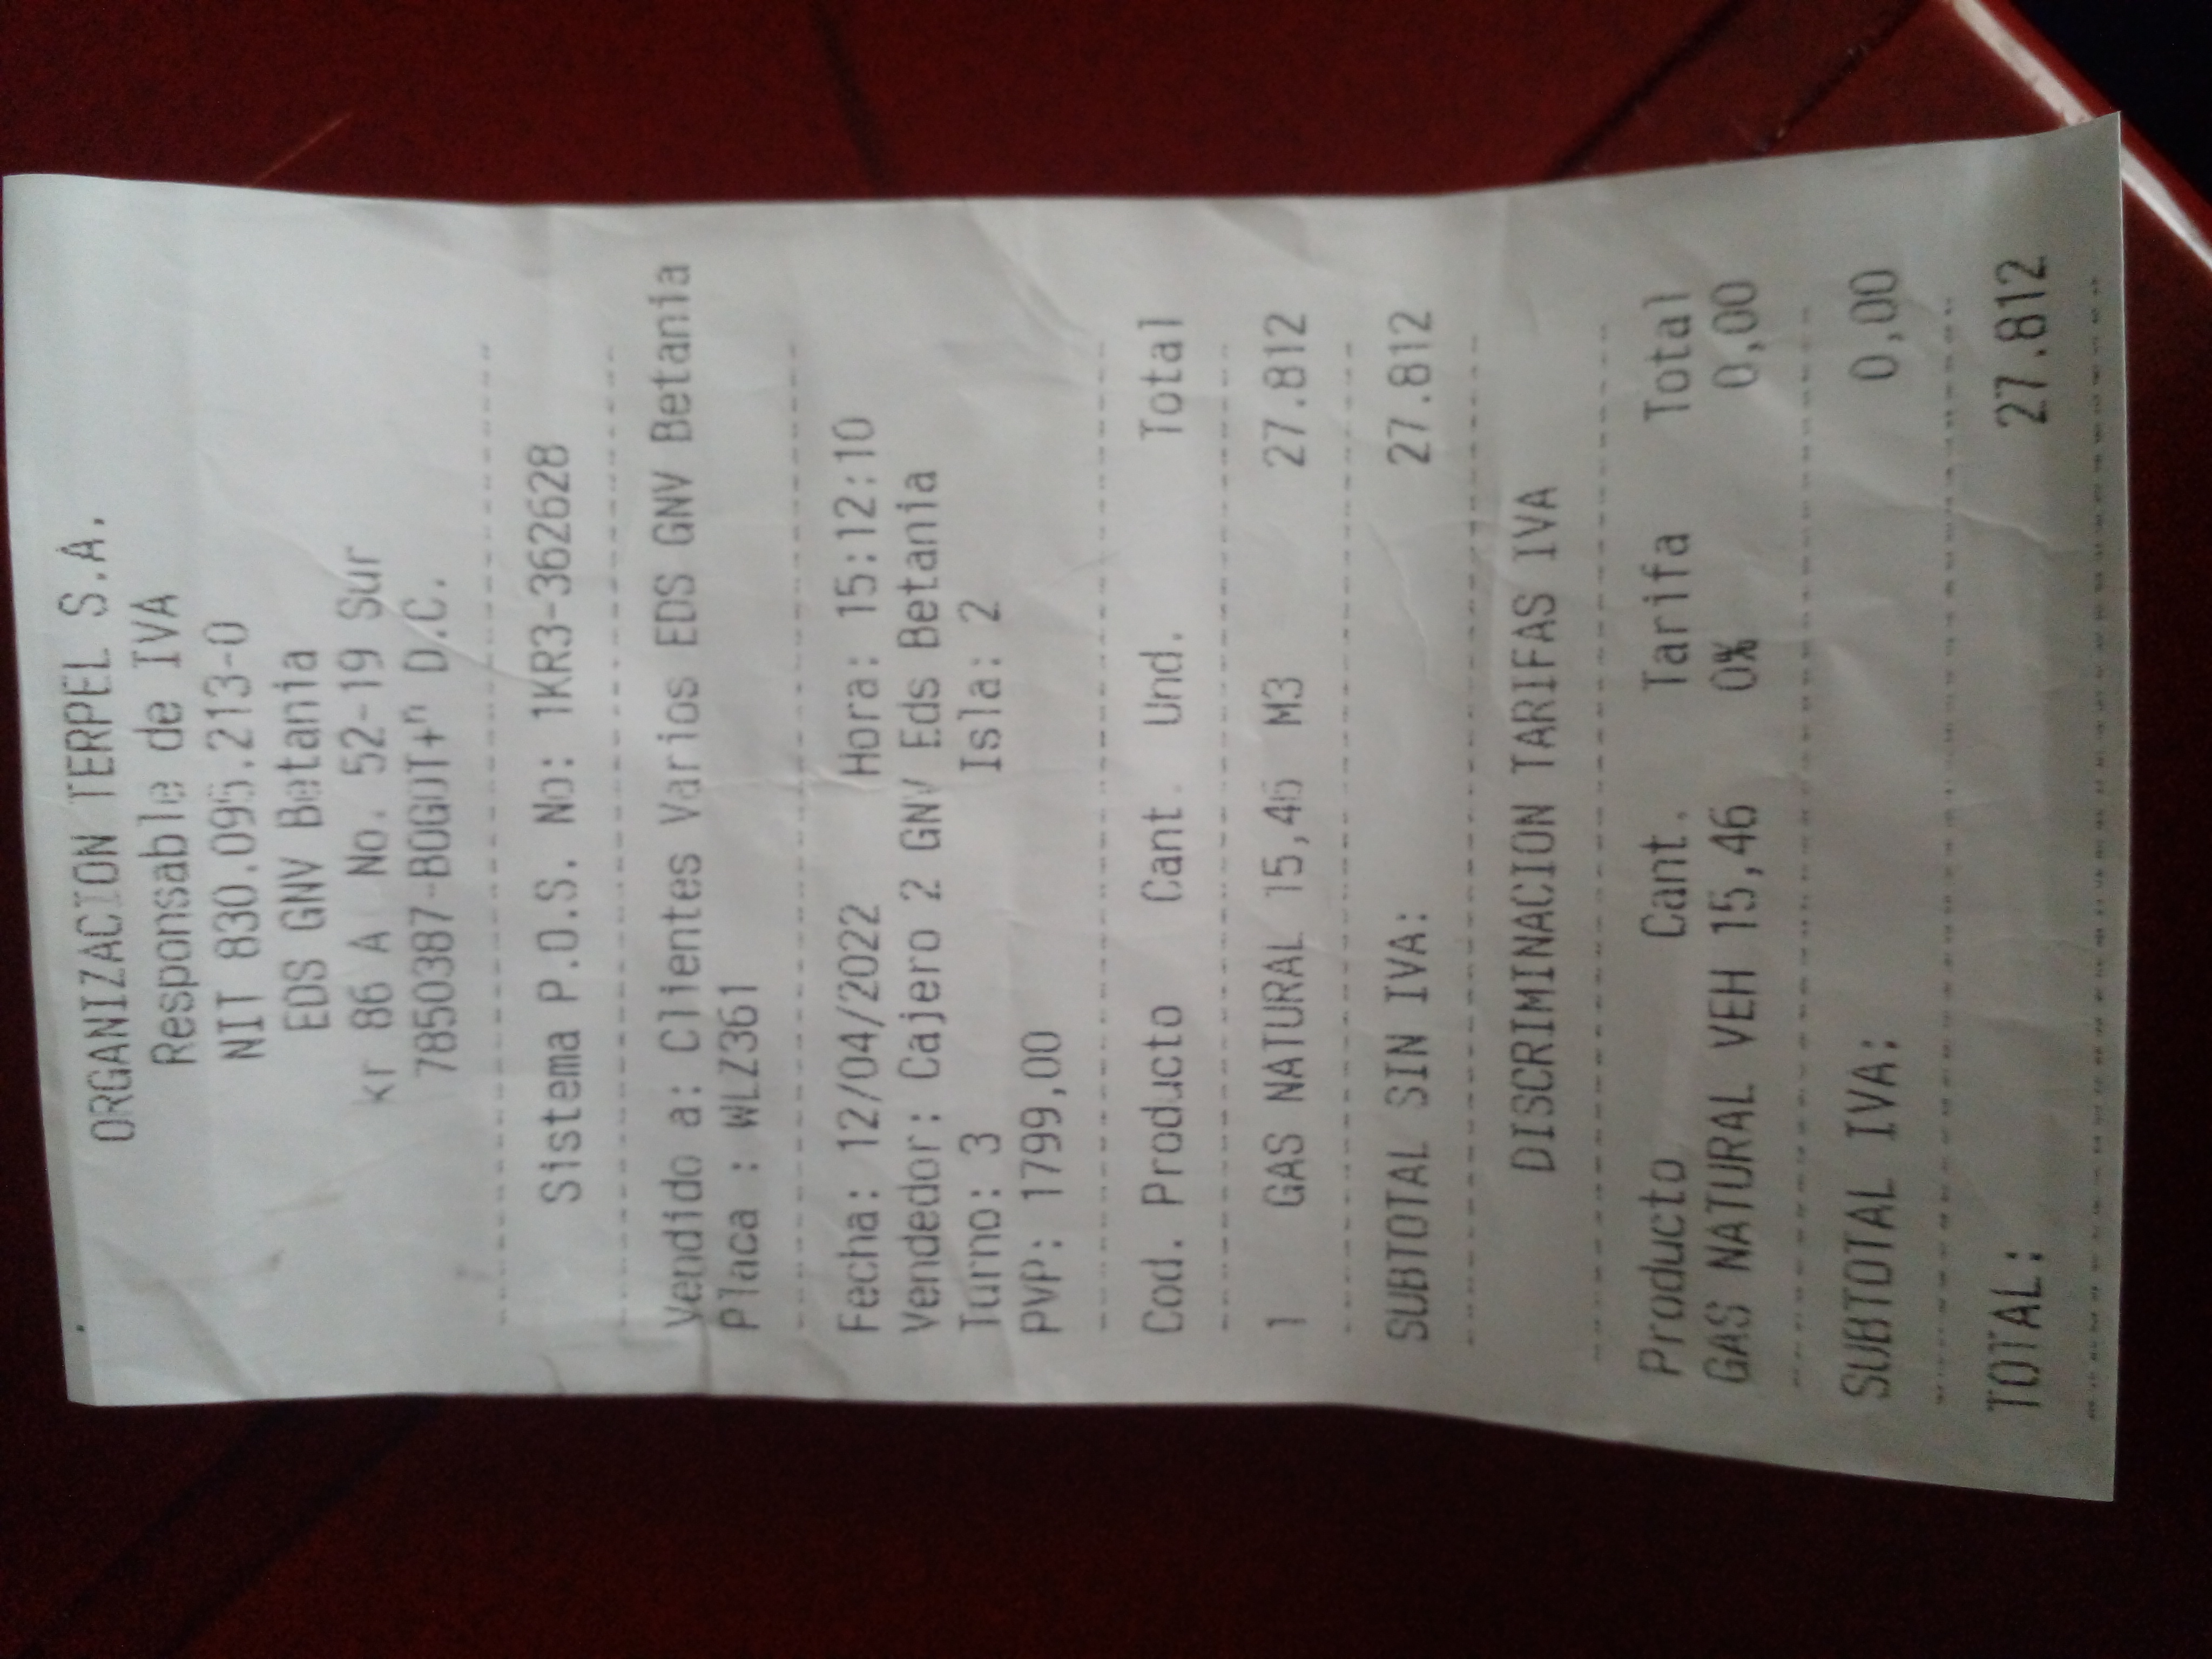 ORGANIZACION TERPEL S.A.
Responsable de IVA
NIT 830.095.213-0
EDS GNV Betania
Kr 86 A No. 52-19 Sur
7850387-BOGOT+ⁿ D.C.
Sistema P.O.S. No: 1KR3-362628
Vendido a: Clientes Varios EDS GNV Betania
Placa : WLZ361
Fecha: 12/04/2022 Hora: 15:12:10
Vendedor: Cajero 2 GNV Eds Betania
Turno: 3 Isla: 2
PVP: 1799,00
Cod. Producto Cant. Und. Total
1 GAS NATURAL 15,46 M3 27.812
SUBTOTAL SIN IVA: 27.812
DISCRIMINACION TARIFAS IVA
Producto Cant. Tarifa Total
GAS NATURAL VEH 15,46 0% 0,00
SUBTOTAL IVA: 0,00
TOTAL: 27.812